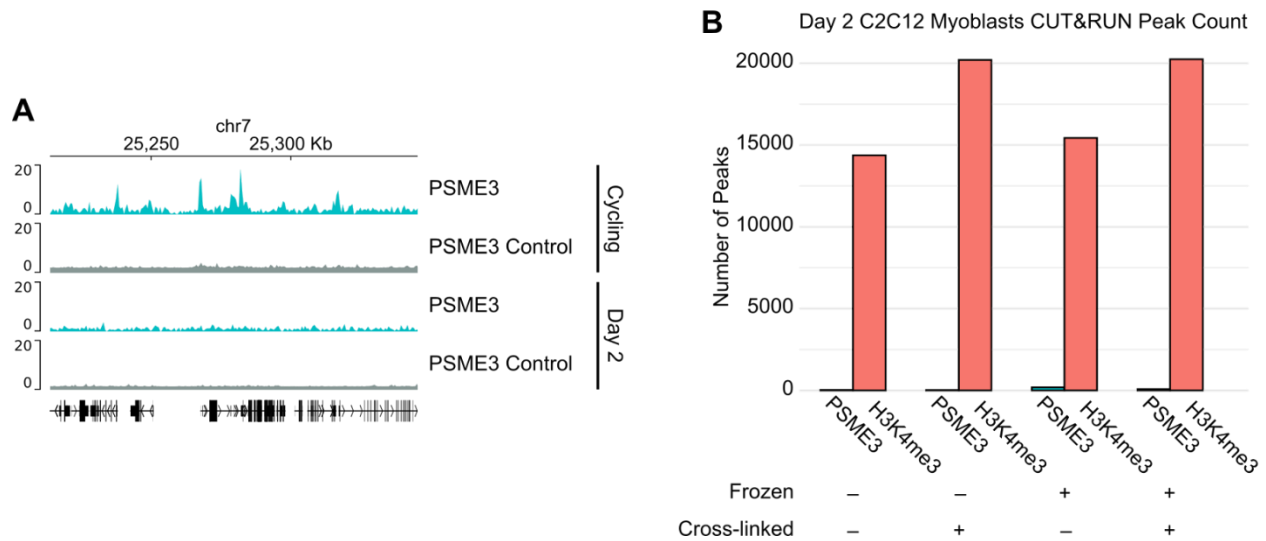 A
chr7
25,250 25,300 Kb
20
0
PSME3
20
0
PSME3 Control
Cycling
20
0
PSME3
20
0
PSME3 Control
Day 2
B
Day 2 C2C12 Myoblasts CUT&RUN Peak Count
Number of Peaks
20000
15000
10000
5000
0
PSME3 H3K4me3 PSME3 H3K4me3 PSME3 H3K4me3 PSME3 H3K4me3
Frozen – – + +
Cross-linked – + – +